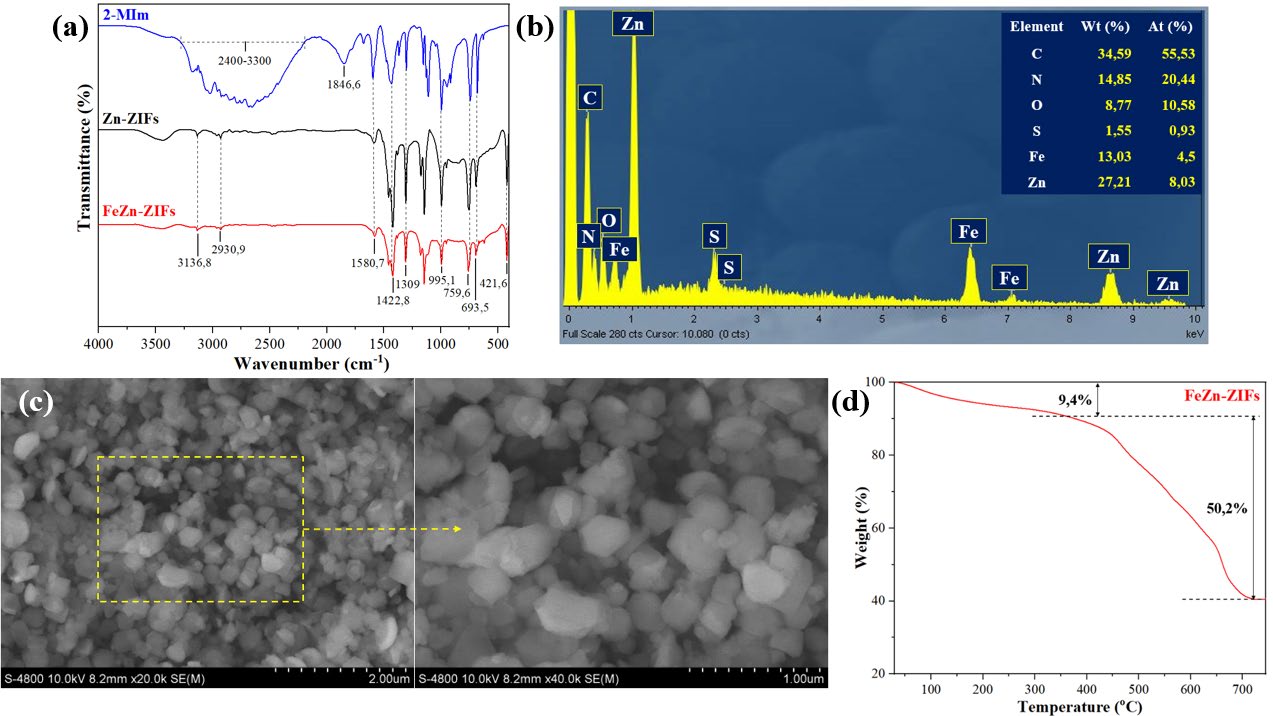 (a)
2-MIm
2400-3300
1846,6
Zn-ZIFs
FeZn-ZIFs
3136,8
2930,9
1580,7
1422,8
1309
995,1
759,6
693,5
421,6
Transmittance (%)
4000 3500 3000 2500 2000 1500 1000 500
Wavenumber (cm⁻¹)
(b)
Zn
C
N
O
Fe
S
S
Fe
Fe
Zn
Zn
Element Wt (%) At (%)
C 34,59 55,53
N 14,85 20,44
O 8,77 10,58
S 1,55 0,93
Fe 13,03 4,5
Zn 27,21 8,03
0 1 2 3 4 5 6 7 8 9 10
Full Scale 280 cts Cursor: 10.080 (0 cts)
keV
(c)
S-4800 10.0kV 8.2mm x20.0k SE(M)
2.00um
S-4800 10.0kV 8.2mm x40.0k SE(M)
1.00um
(d)
FeZn-ZIFs
9,4%
50,2%
Weight (%)
100
80
60
40
20
100 200 300 400 500 600 700
Temperature (°C)